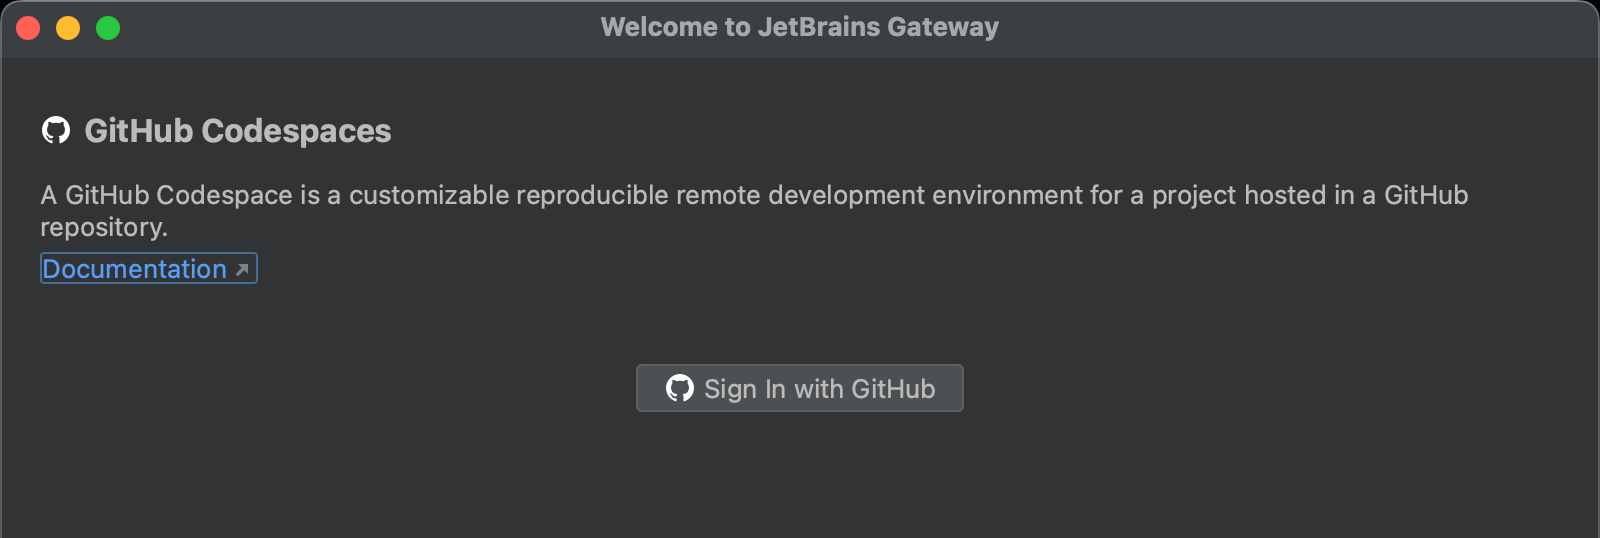 Welcome to JetBrains Gateway
GitHub Codespaces
A GitHub Codespace is a customizable reproducible remote development environment for a project hosted in a GitHub
repository.
Documentation
Sign In with GitHub